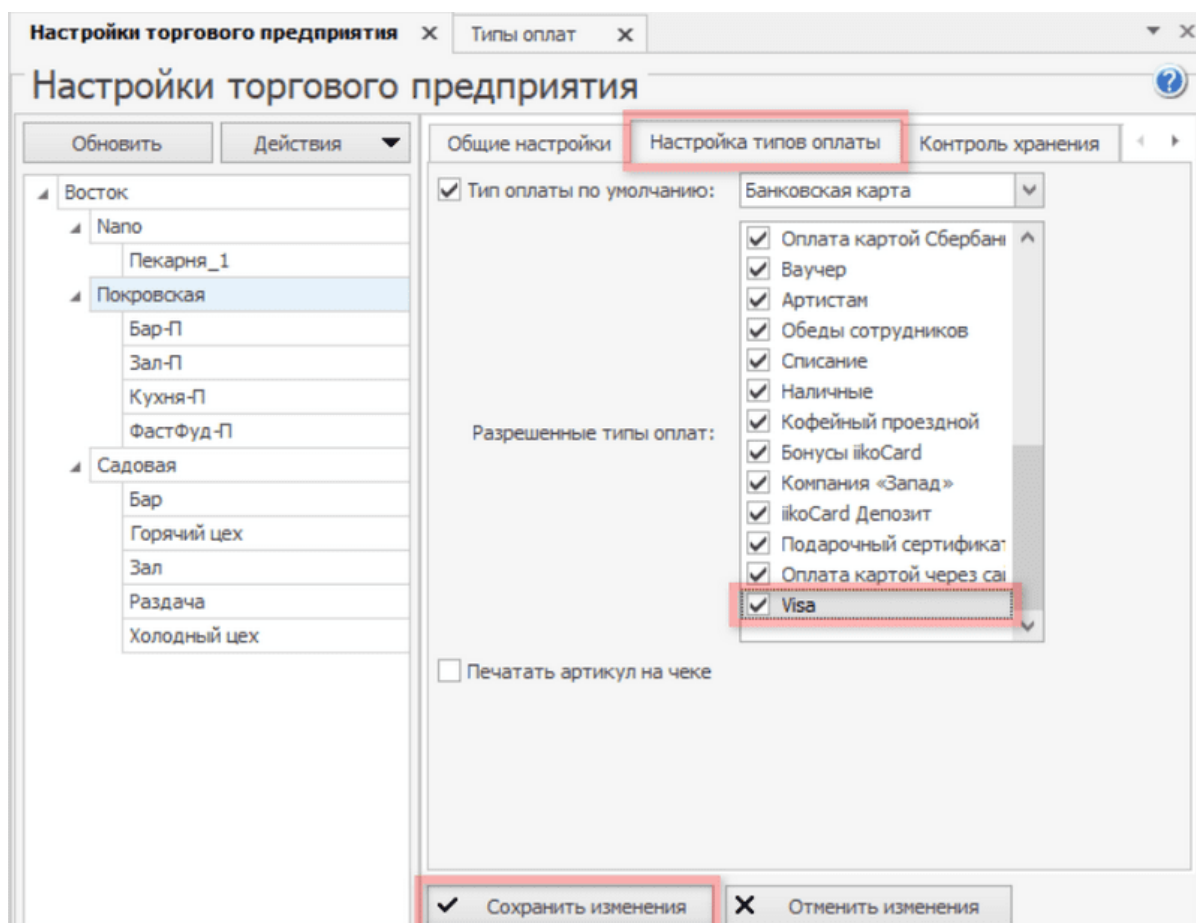 Настройки торгового предприятия
Типы оплат
Настройки торгового предприятия
Обновить
Действия
Восток
Nano
Пекарня_1
Покровская
Бар-П
Зал-П
Кухня-П
ФастФуд-П
Садовая
Бар
Горячий цех
Зал
Раздача
Холодный цех
Общие настройки
Настройка типов оплаты
Контроль хранения
Тип оплаты по умолчанию:
Банковская карта
Разрешенные типы оплат:
Оплата картой Сбербан
Ваучер
Артистам
Обеды сотрудников
Списание
Наличные
Кофейный проездной
Бонусы iikoCard
Компания «Запад»
iikoCard Депозит
Подарочный сертификат
Оплата картой через са
Visa
Печатать артикул на чеке
Сохранить изменения
Отменить изменения